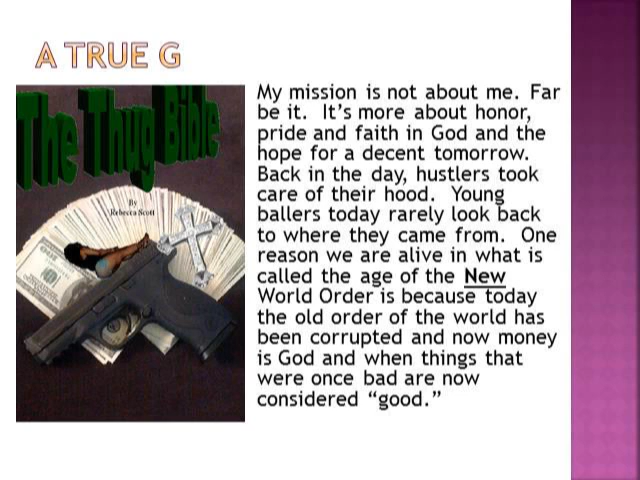 A TRUE G
The Thug Bible
By
Rebecca Scott
My mission is not about me. Far
be it.  It's more about honor,
pride and faith in God and the
hope for a decent tomorrow.
Back in the day, hustlers took
care of their hood.  Young
ballers today rarely look back
to where they came from.  One
reason we are alive in what is
called the age of the New
World Order is because today
the old order of the world has
been corrupted and now money
is God and when things that
were once bad are now
considered “good.”